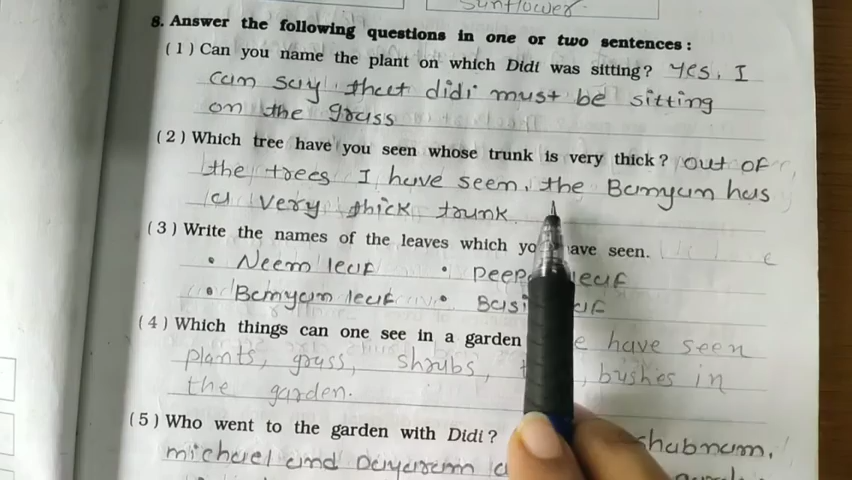 Sunflower
8. Answer the following questions in one or two sentences:
(1) Can you name the plant on which Didi was sitting? Yes, I
can say that didi must be sitting
on the grass
(2) Which tree have you seen whose trunk is very thick? out of
the trees I have seen, the Banyan has
a very thick trunk
(3) Write the names of the leaves which you have seen.
• Neem leaf • Peep leaf
• Banyan leaf • Basi
(4) Which things can one see in a garden have seen
plants, grass, shrubs, bushes in
the garden.
(5) Who went to the garden with Didi? shabnam,
michael and Dayaram a